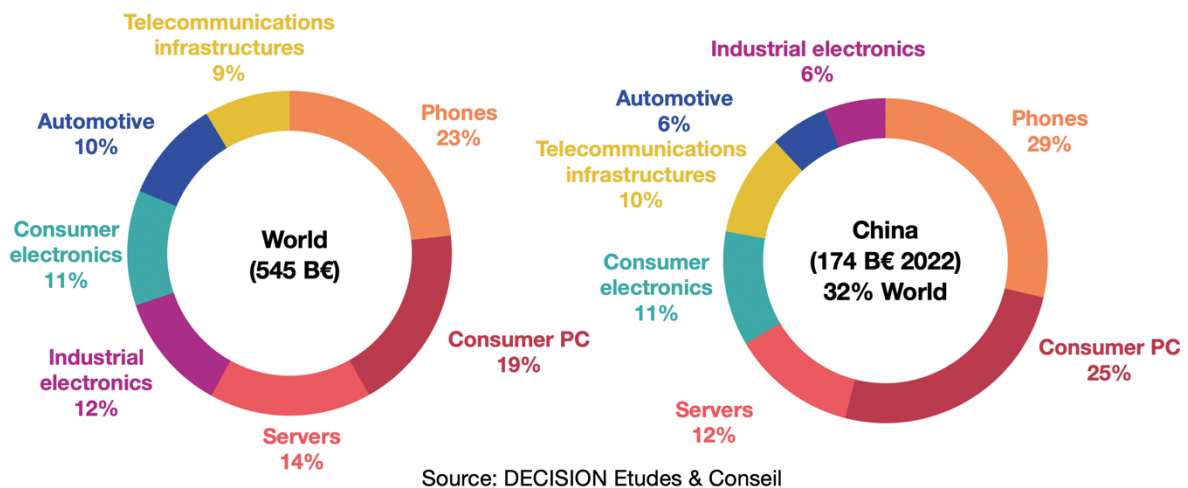 Telecommunications
infrastructures
9%
Phones
23%
Automotive
10%
Consumer
electronics
11%
World
(545 B€)
Consumer PC
19%
Industrial
electronics
12%
Servers
14%
Industrial electronics
6%
Automotive
6%
Phones
29%
Telecommunications
infrastructures
10%
China
(174 B€ 2022)
32% World
Consumer
electronics
11%
Consumer PC
25%
Servers
12%
Source: DECISION Etudes & Conseil